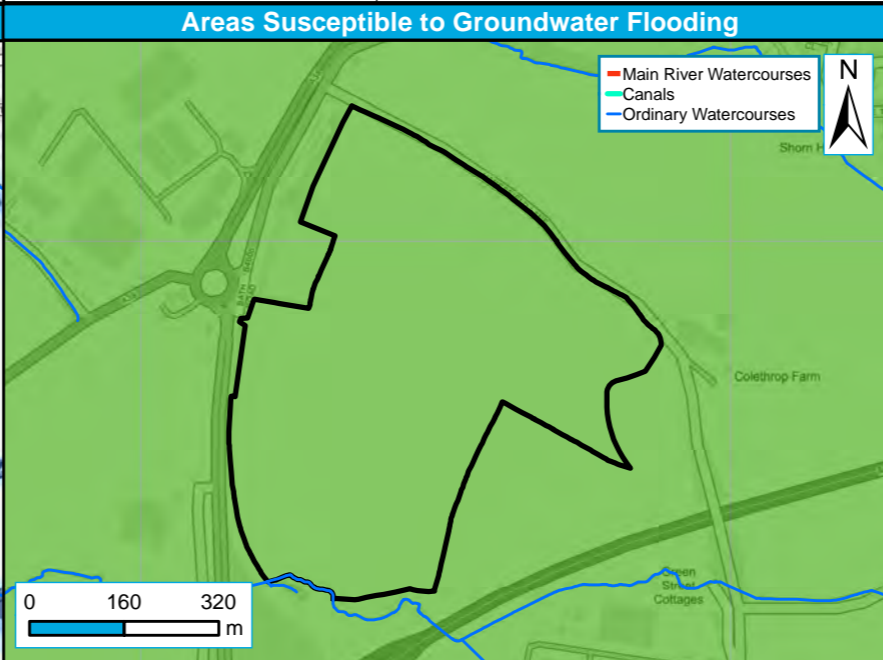 Areas Susceptible to Groundwater Flooding
Main River Watercourses
Canals
Ordinary Watercourses
N
Shorn H
BATH
Colethrop Farm
Green
Street
Cottages
0 160 320
m